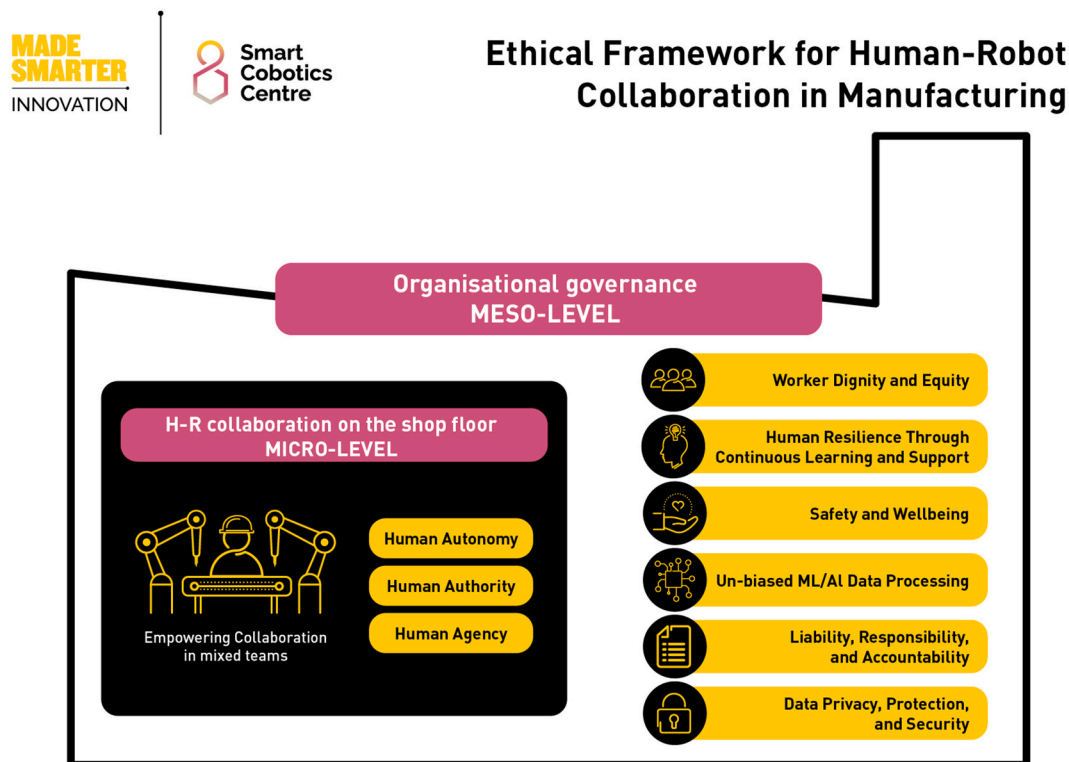 MADE
SMARTER
INNOVATION
Smart
Cobotics
Centre
Ethical Framework for Human-Robot
Collaboration in Manufacturing
Organisational governance
MESO-LEVEL
H-R collaboration on the shop floor
MICRO-LEVEL
Empowering Collaboration
in mixed teams
Human Autonomy
Human Authority
Human Agency
Worker Dignity and Equity
Human Resilience Through
Continuous Learning and Support
Safety and Wellbeing
Un-biased ML/AI Data Processing
Liability, Responsibility,
and Accountability
Data Privacy, Protection,
and Security